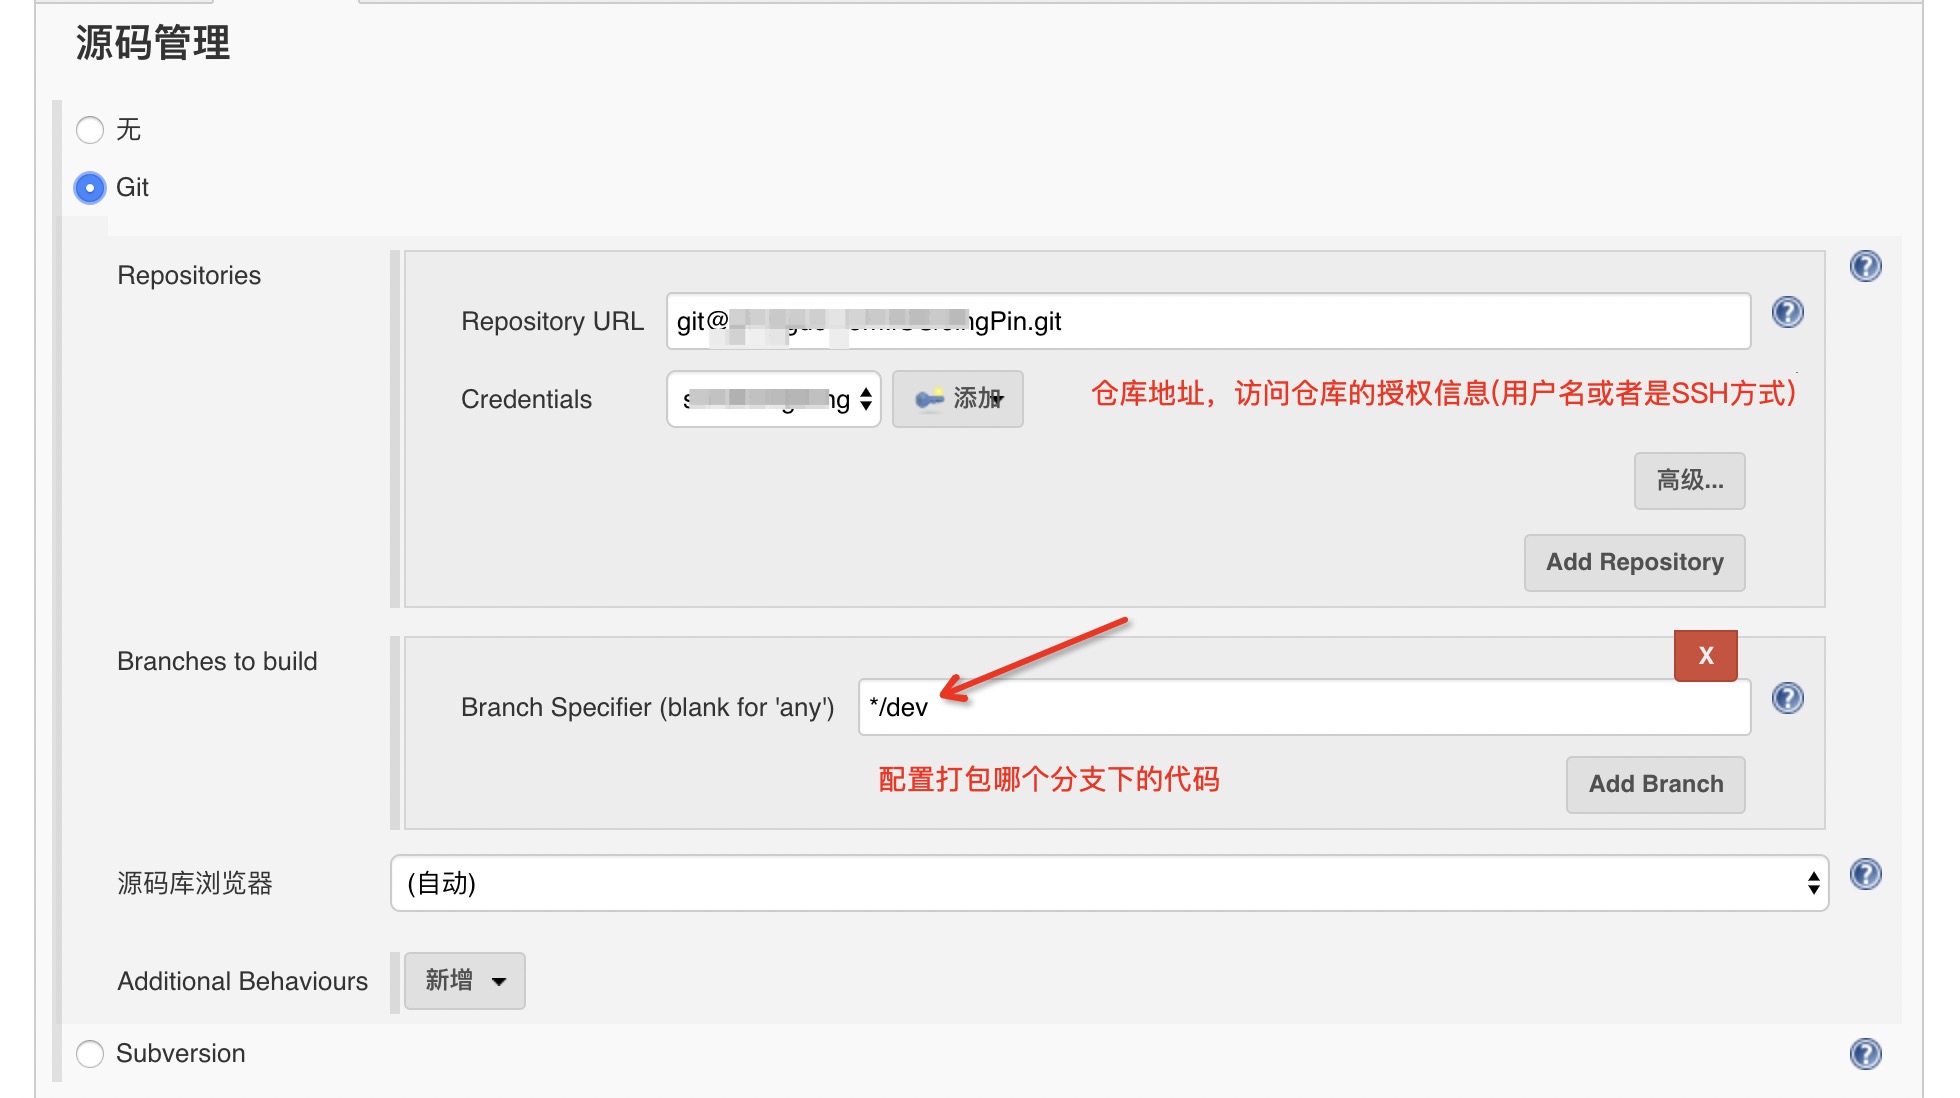 源码管理
无
Git
Repositories
Repository URL git@ngPin.git
Credentials 添加
仓库地址，访问仓库的授权信息(用户名或者是SSH方式)
高级...
Add Repository
Branches to build
X
Branch Specifier (blank for 'any') */dev
配置打包哪个分支下的代码
Add Branch
源码库浏览器 (自动)
Additional Behaviours 新增
Subversion